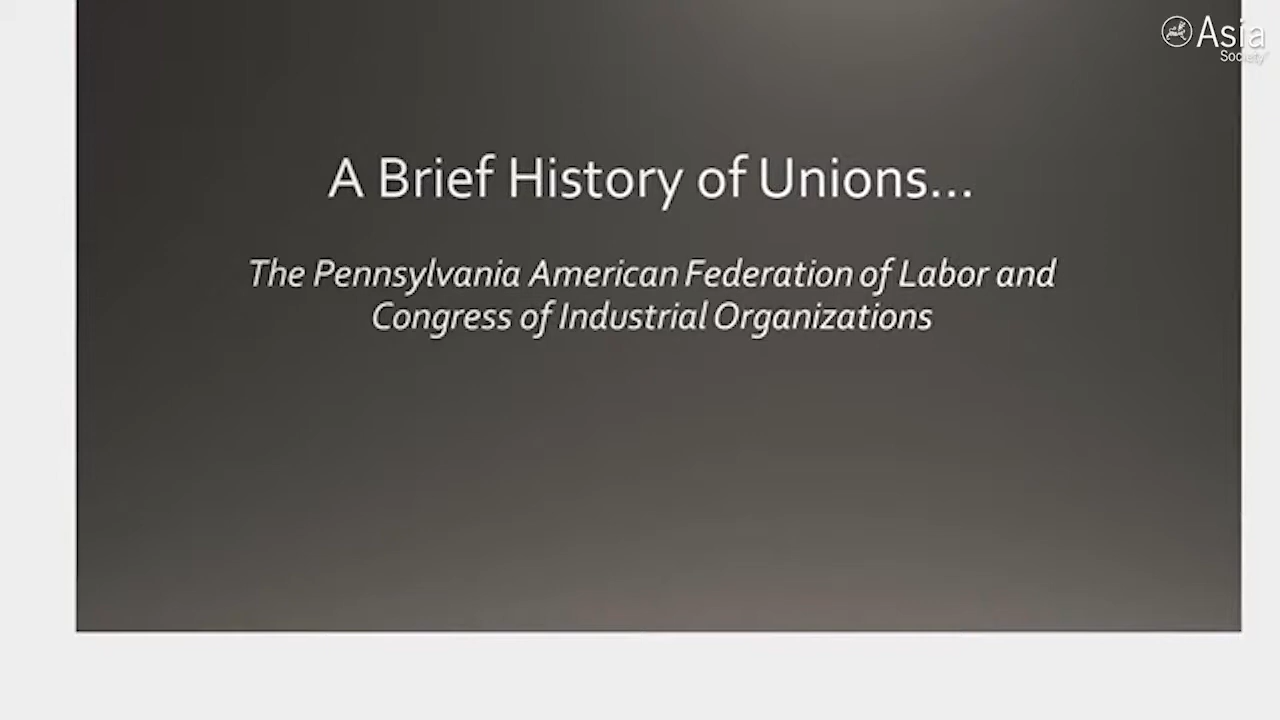 Asia
Society
A Brief History of Unions...
The Pennsylvania American Federation of Labor and
Congress of Industrial Organizations